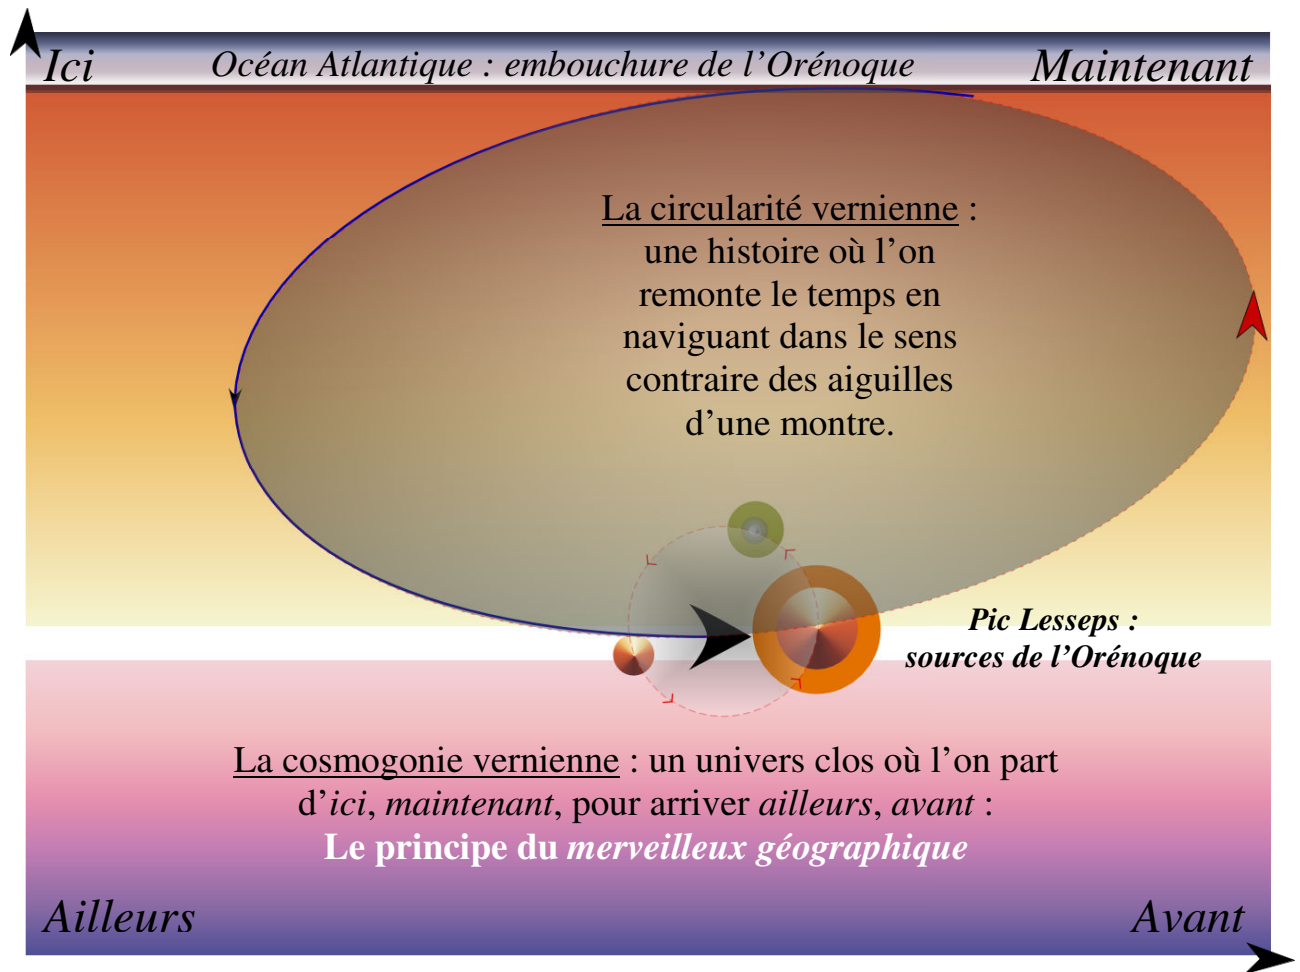 Ici Océan Atlantique : embouchure de l’Orénoque Maintenant
La circularité vernienne :
une histoire où l’on
remonte le temps en
naviguant dans le sens
contraire des aiguilles
d’une montre.
Pic Lesseps :
sources de l’Orénoque
La cosmogonie vernienne : un univers clos où l’on part
d’ici, maintenant, pour arriver ailleurs, avant :
Le principe du merveilleux géographique
Ailleurs Avant